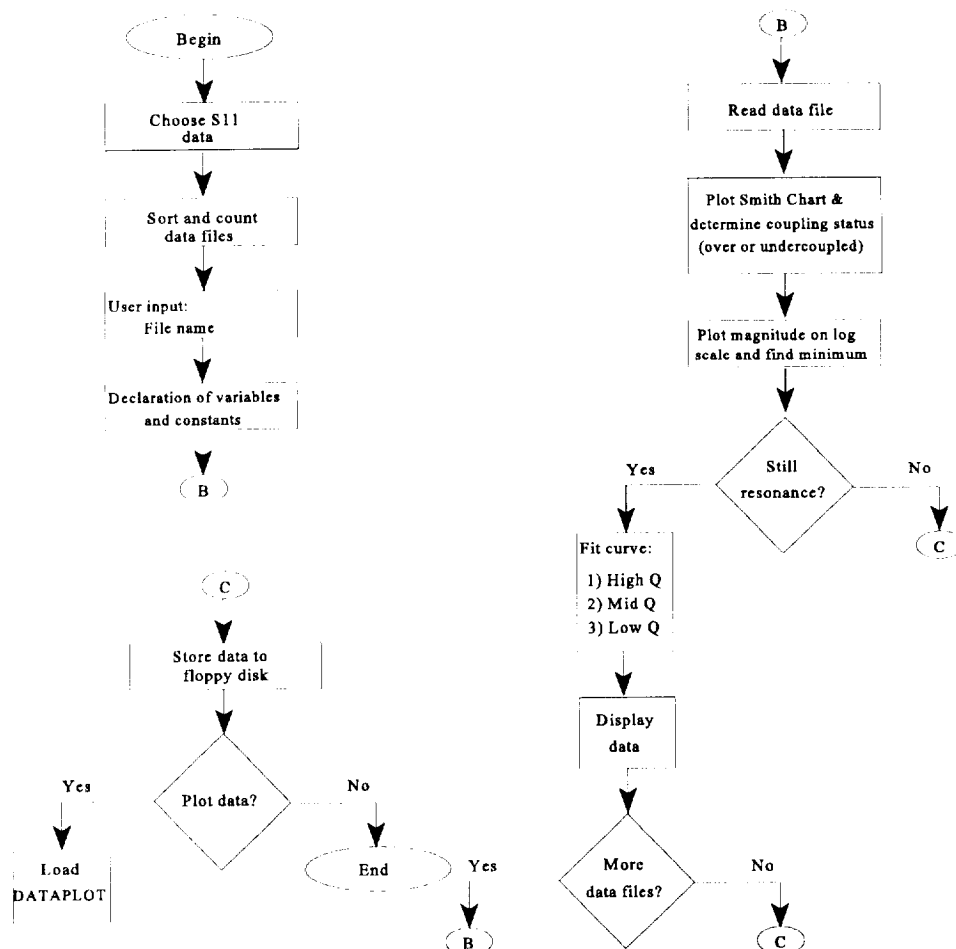 Begin
Choose S11
data
Sort and count
data files
User input:
File name
Declaration of variables
and constants
B
C
Store data to
floppy disk
Plot data?
Yes
No
Load
DATAPLOT
End
B
Read data file
Plot Smith Chart &
determine coupling status
(over or undercoupled)
Plot magnitude on log
scale and find minimum
Still
resonance?
Yes
No
C
Fit curve:
1) High Q
2) Mid Q
3) Low Q
Display
data
More
data files?
Yes
No
B
C